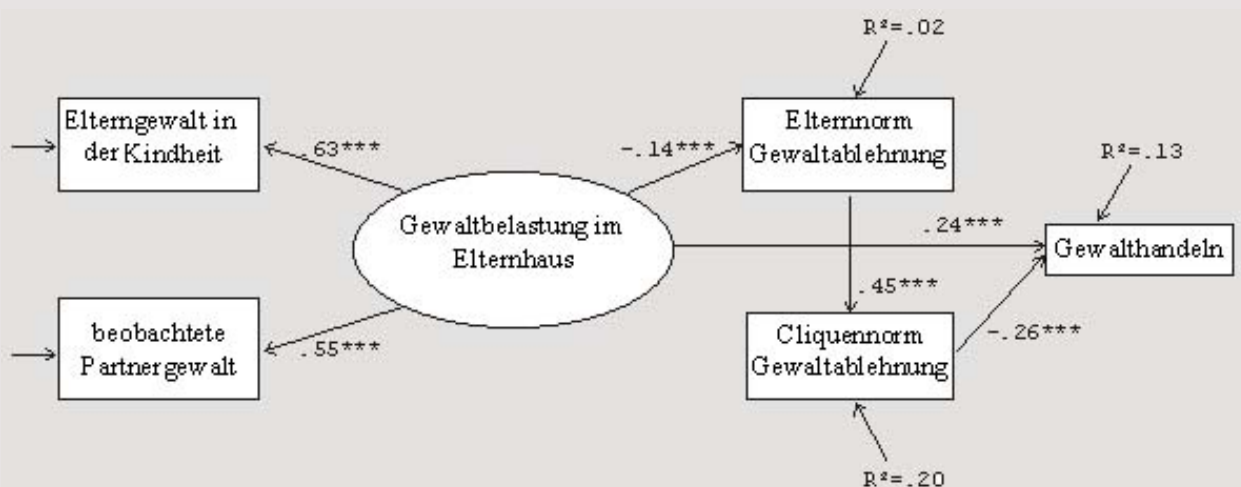 R²=.02
Elterngewalt in
der Kindheit
.63***
-.14***
Elternnorm
Gewaltablehnung
R²=.13
Gewaltbelastung im
Elternhaus
.24***
Gewalthandeln
beobachtete
Partnergewalt
.55***
.45***
Cliquennorm
Gewaltablehnung
-.26***
R²=.20